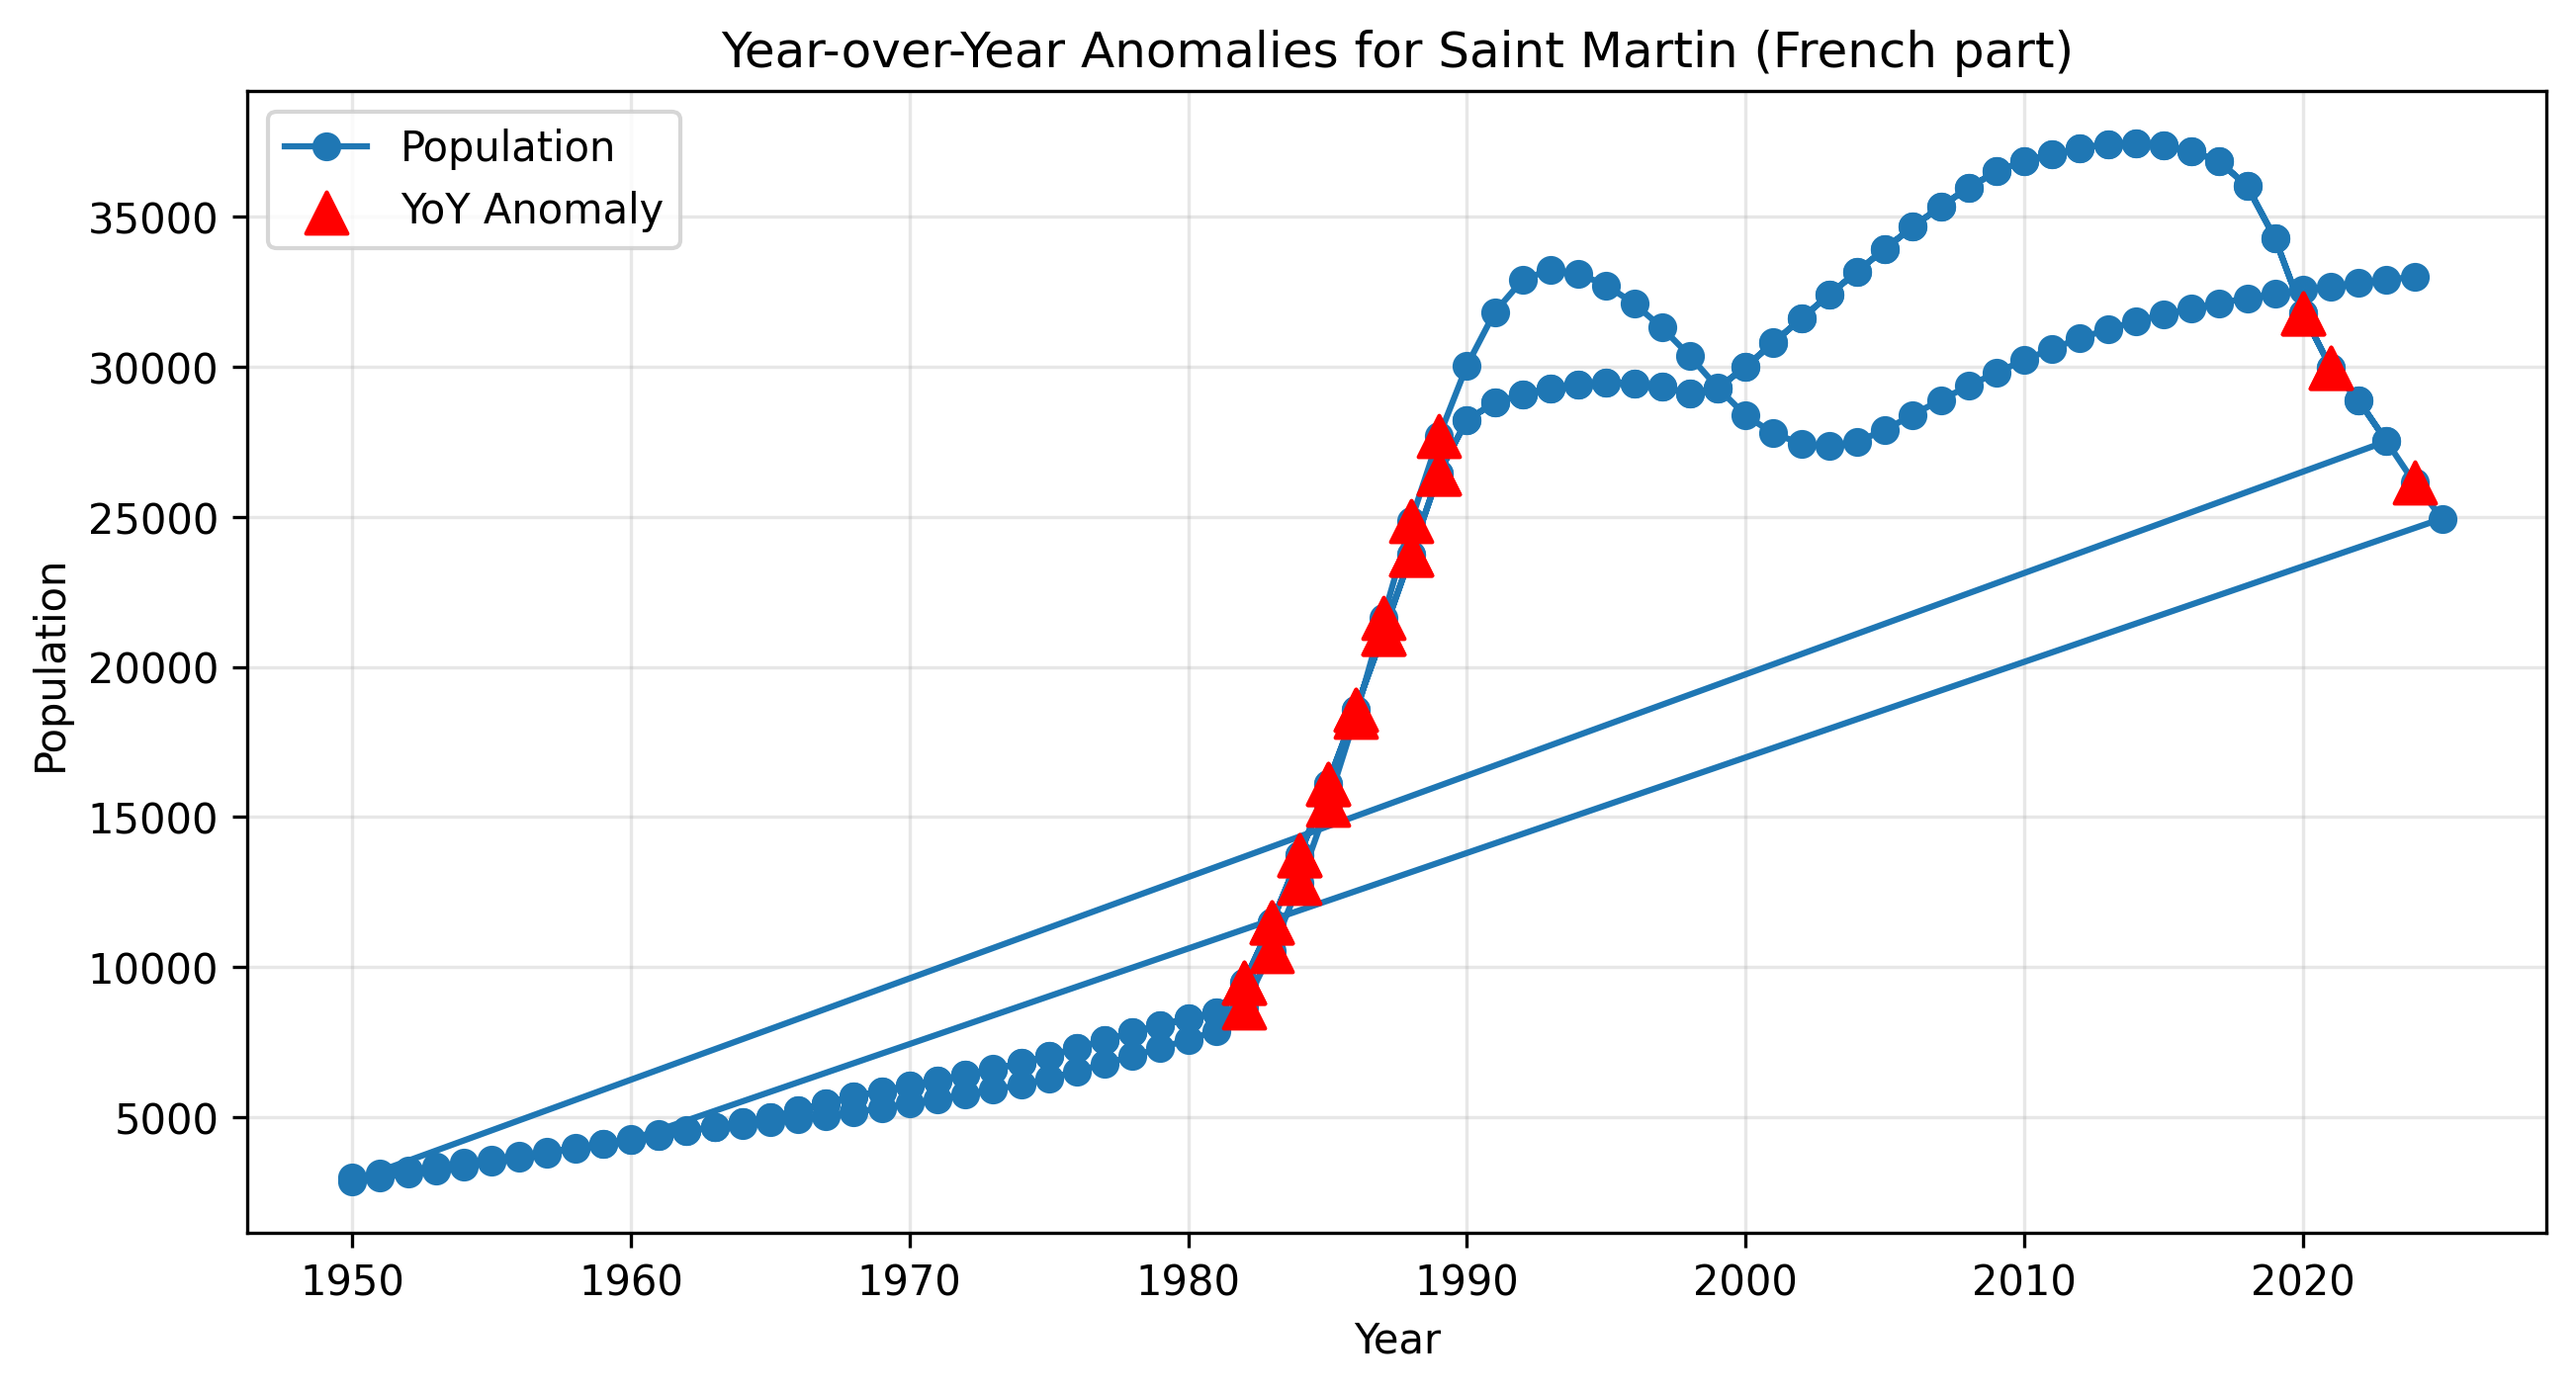 Year-over-Year Anomalies for Saint Martin (French part)
Population
YoY Anomaly
35000
30000
25000
20000
15000
10000
5000
Population
1950 1960 1970 1980 1990 2000 2010 2020
Year